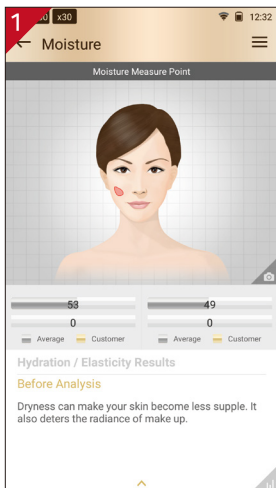 1
x30
12:32
← Moisture
Moisture Measure Point
53
49
0
0
Average Customer
Average Customer
Hydration / Elasticity Results
Before Analysis
Dryness can make your skin become less supple. It
also deters the radiance of make up.